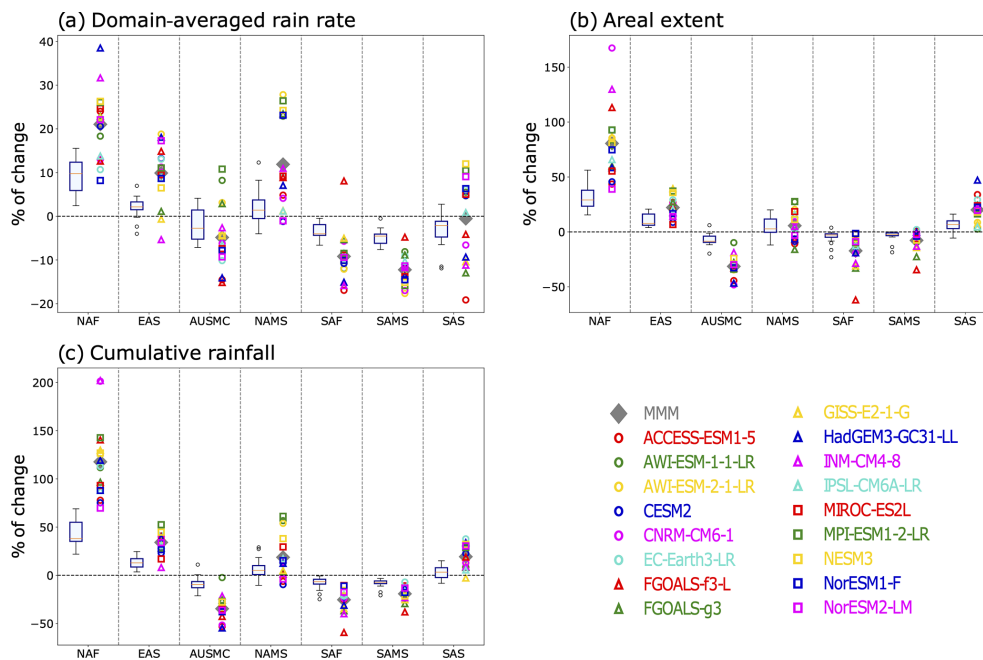 (a) Domain-averaged rain rate
% of change
40
30
20
10
0
−10
−20
NAF EAS AUSMC NAMS SAF SAMS SAS
(b) Areal extent
% of change
150
100
50
0
−50
NAF EAS AUSMC NAMS SAF SAMS SAS
(c) Cumulative rainfall
% of change
200
150
100
50
0
−50
NAF EAS AUSMC NAMS SAF SAMS SAS
MMM
ACCESS-ESM1-5
AWI-ESM-1-1-LR
AWI-ESM-2-1-LR
CESM2
CNRM-CM6-1
EC-Earth3-LR
FGOALS-f3-L
FGOALS-g3
GISS-E2-1-G
HadGEM3-GC31-LL
INM-CM4-8
IPSL-CM6A-LR
MIROC-ES2L
MPI-ESM1-2-LR
NESM3
NorESM1-F
NorESM2-LM